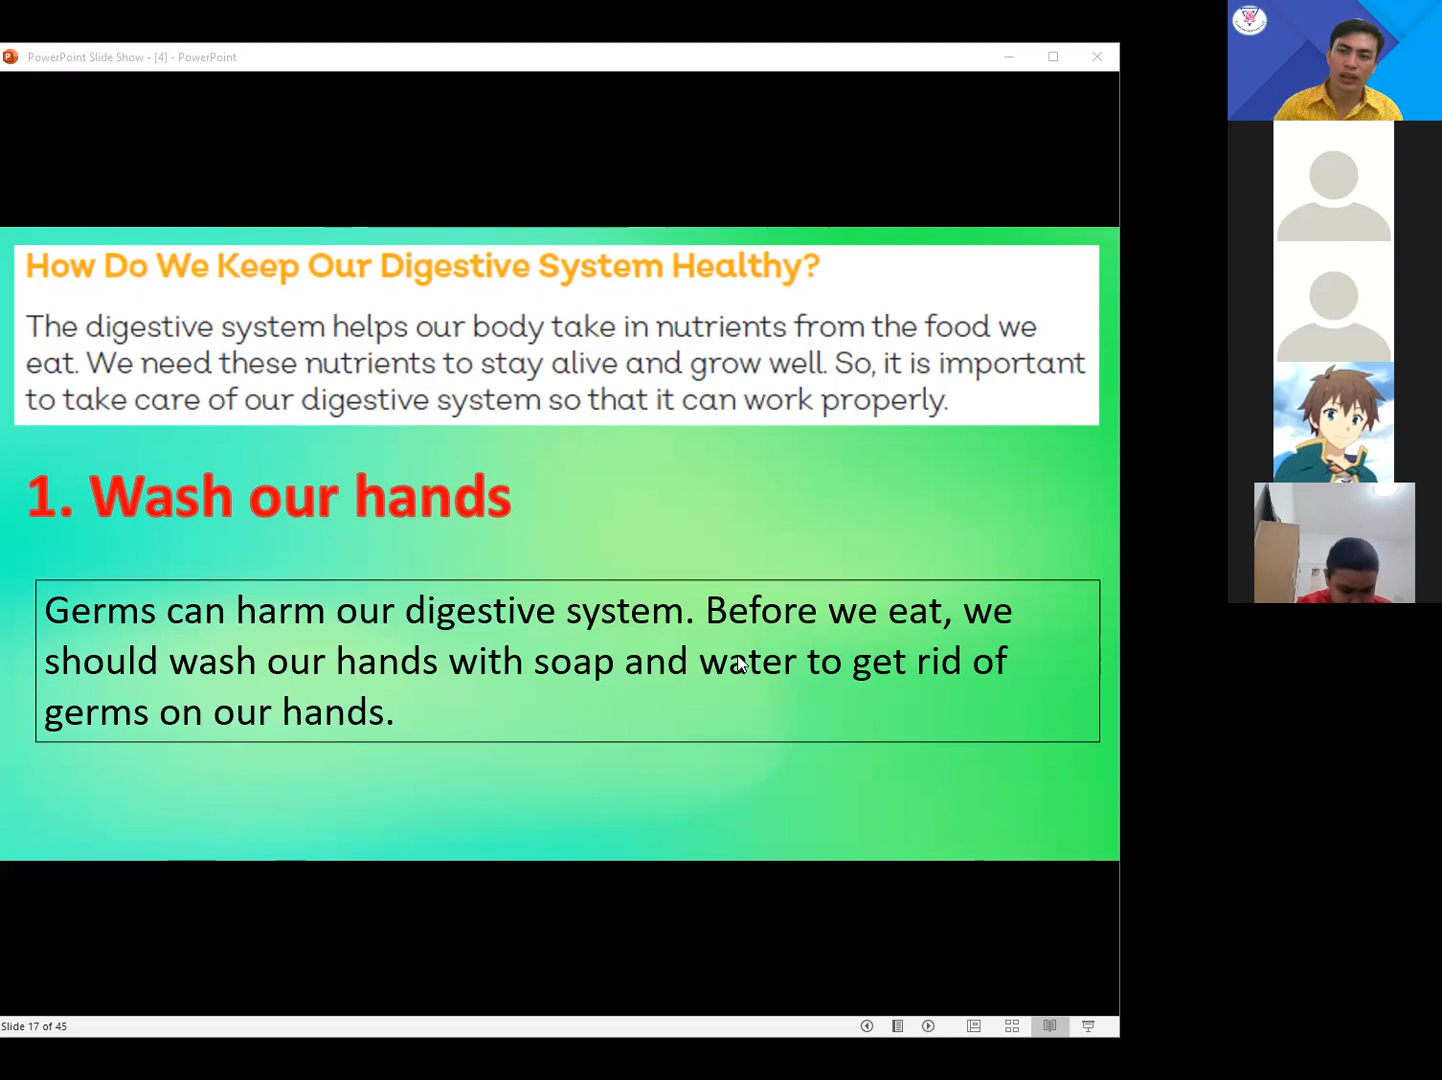 PowerPoint Slide Show - [4] - PowerPoint
How Do We Keep Our Digestive System Healthy?
The digestive system helps our body take in nutrients from the food we
eat. We need these nutrients to stay alive and grow well. So, it is important
to take care of our digestive system so that it can work properly.
1. Wash our hands
Germs can harm our digestive system. Before we eat, we
should wash our hands with soap and water to get rid of
germs on our hands.
Slide 17 of 45